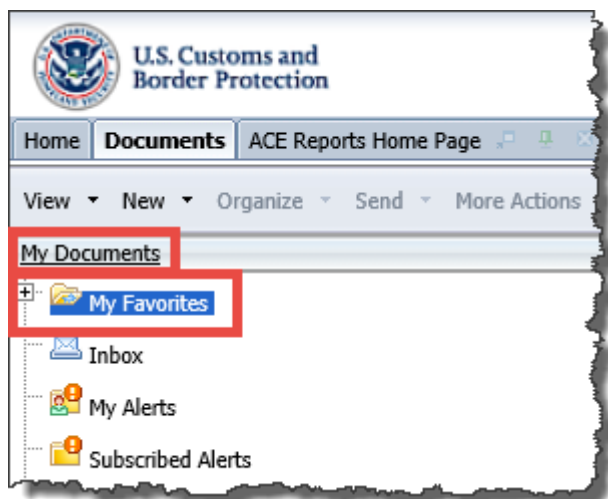 U.S. Customs and
Border Protection
Home Documents ACE Reports Home Page
View New Organize Send More Actions
My Documents
My Favorites
Inbox
My Alerts
Subscribed Alerts